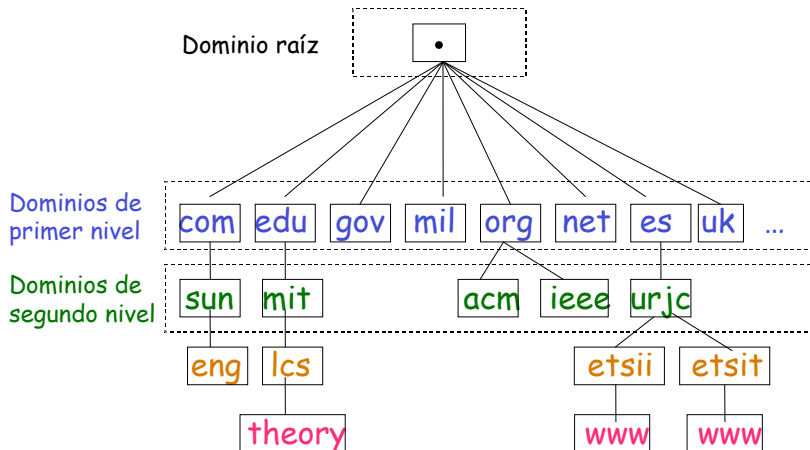 Dominio raíz
.
Dominios de
primer nivel
com edu gov mil org net es uk ...
Dominios de
segundo nivel
sun mit acm ieee urjc
eng lcs etsii etsit
theory www www